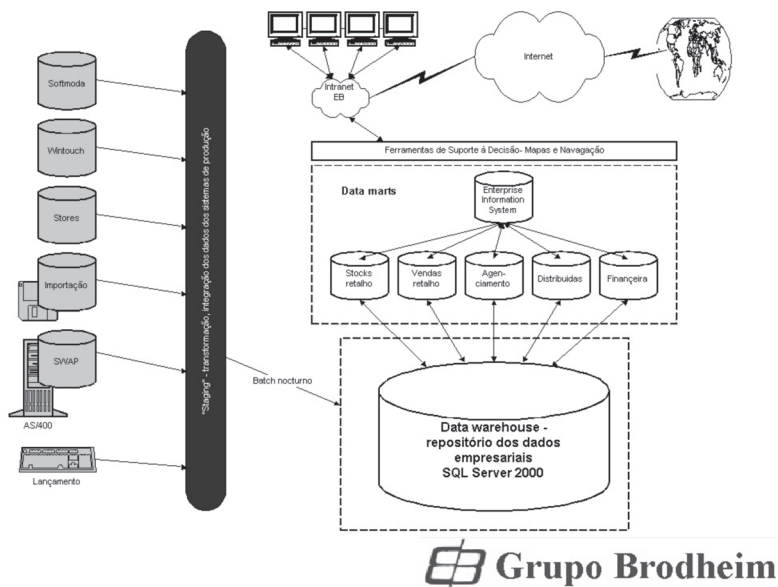 Softmoda
Wintouch
Stores
Importação
SWAP
AS/400
Lançamento
"Staging" - transformação, integração dos dados dos sistemas de produção
Batch nocturno
Intranet
EB
Internet
Ferramentas de Suporte á Decisão- Mapas e Navagação
Data marts
Enterprise
Information
System
Stocks
retalho
Vendas
retalho
Agen-
ciamento
Distribuidas
Finançeira
Data warehouse -
repositório dos dados
empresariais
SQL Server 2000
Grupo Brodheim